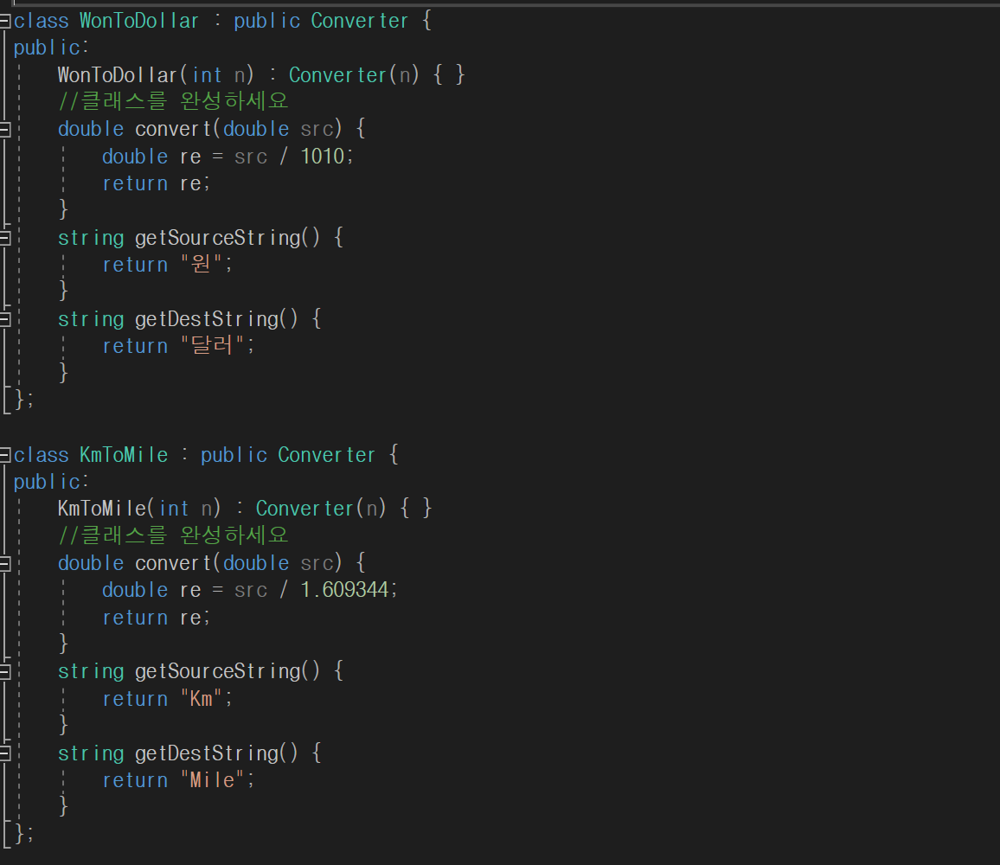 class WonToDollar : public Converter {
public:
WonToDollar(int n) : Converter(n) { }
//클래스를 완성하세요
double convert(double src) {
double re = src / 1010;
return re;
}
string getSourceString() {
return "원";
}
string getDestString() {
return "달러";
}
};
class KmToMile : public Converter {
public:
KmToMile(int n) : Converter(n) { }
//클래스를 완성하세요
double convert(double src) {
double re = src / 1.609344;
return re;
}
string getSourceString() {
return "Km";
}
string getDestString() {
return "Mile";
}
};